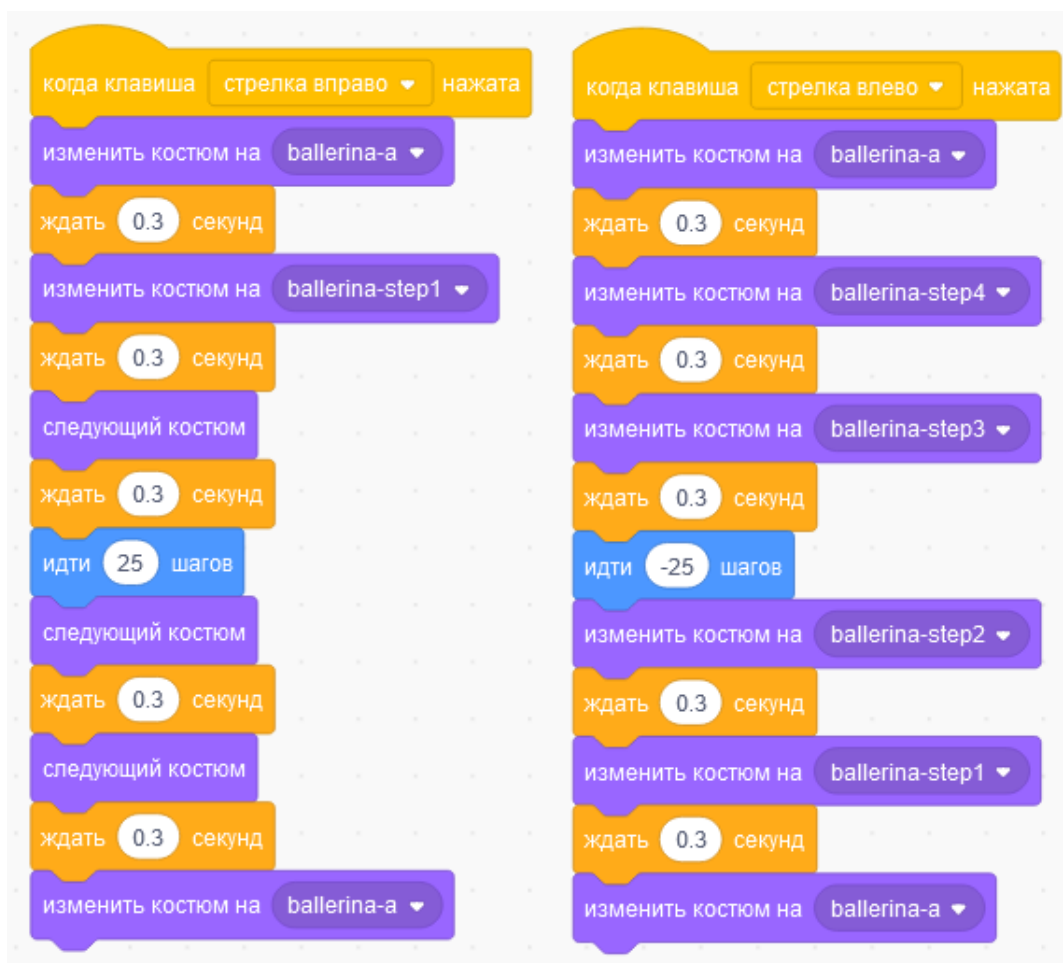 когда клавиша стрелка вправо нажата
изменить костюм на ballerina-a
ждать 0.3 секунд
изменить костюм на ballerina-step1
ждать 0.3 секунд
следующий костюм
ждать 0.3 секунд
идти 25 шагов
следующий костюм
ждать 0.3 секунд
следующий костюм
ждать 0.3 секунд
изменить костюм на ballerina-a
когда клавиша стрелка влево нажата
изменить костюм на ballerina-a
ждать 0.3 секунд
изменить костюм на ballerina-step4
ждать 0.3 секунд
изменить костюм на ballerina-step3
ждать 0.3 секунд
идти -25 шагов
изменить костюм на ballerina-step2
ждать 0.3 секунд
изменить костюм на ballerina-step1
ждать 0.3 секунд
изменить костюм на ballerina-a